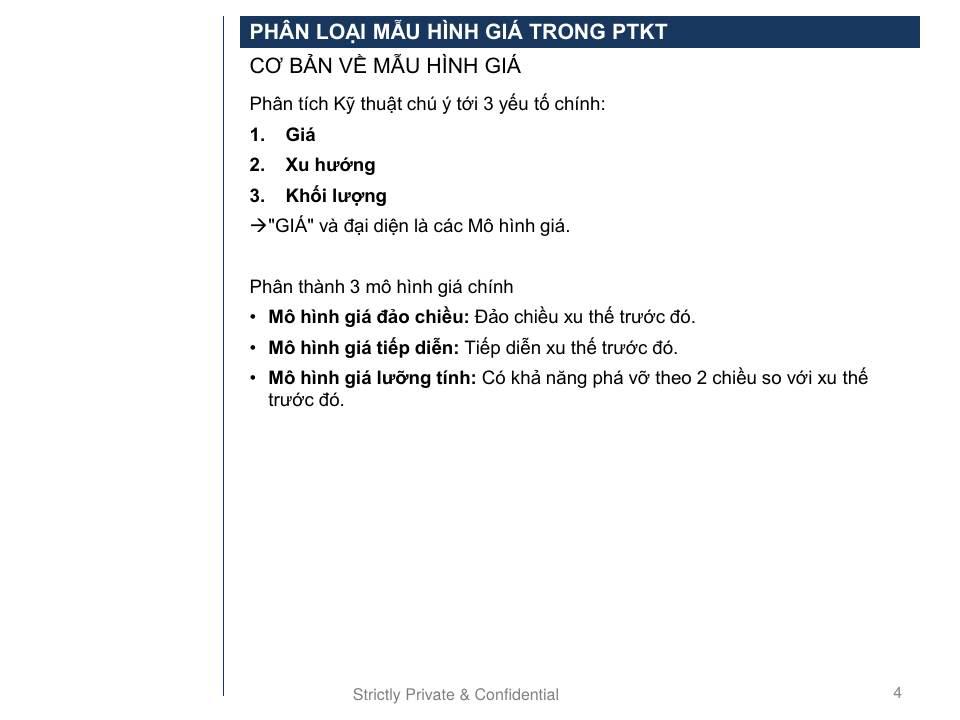 PHÂN LOẠI MẪU HÌNH GIÁ TRONG PTKT
CƠ BẢN VỀ MẪU HÌNH GIÁ
Phân tích Kỹ thuật chú ý tới 3 yếu tố chính:
1. Giá
2. Xu hướng
3. Khối lượng
→"GIÁ" và đại diện là các Mô hình giá.
Phân thành 3 mô hình giá chính
• Mô hình giá đảo chiều: Đảo chiều xu thế trước đó.
• Mô hình giá tiếp diễn: Tiếp diễn xu thế trước đó.
• Mô hình giá lưỡng tính: Có khả năng phá vỡ theo 2 chiều so với xu thế
trước đó.
Strictly Private & Confidential
4